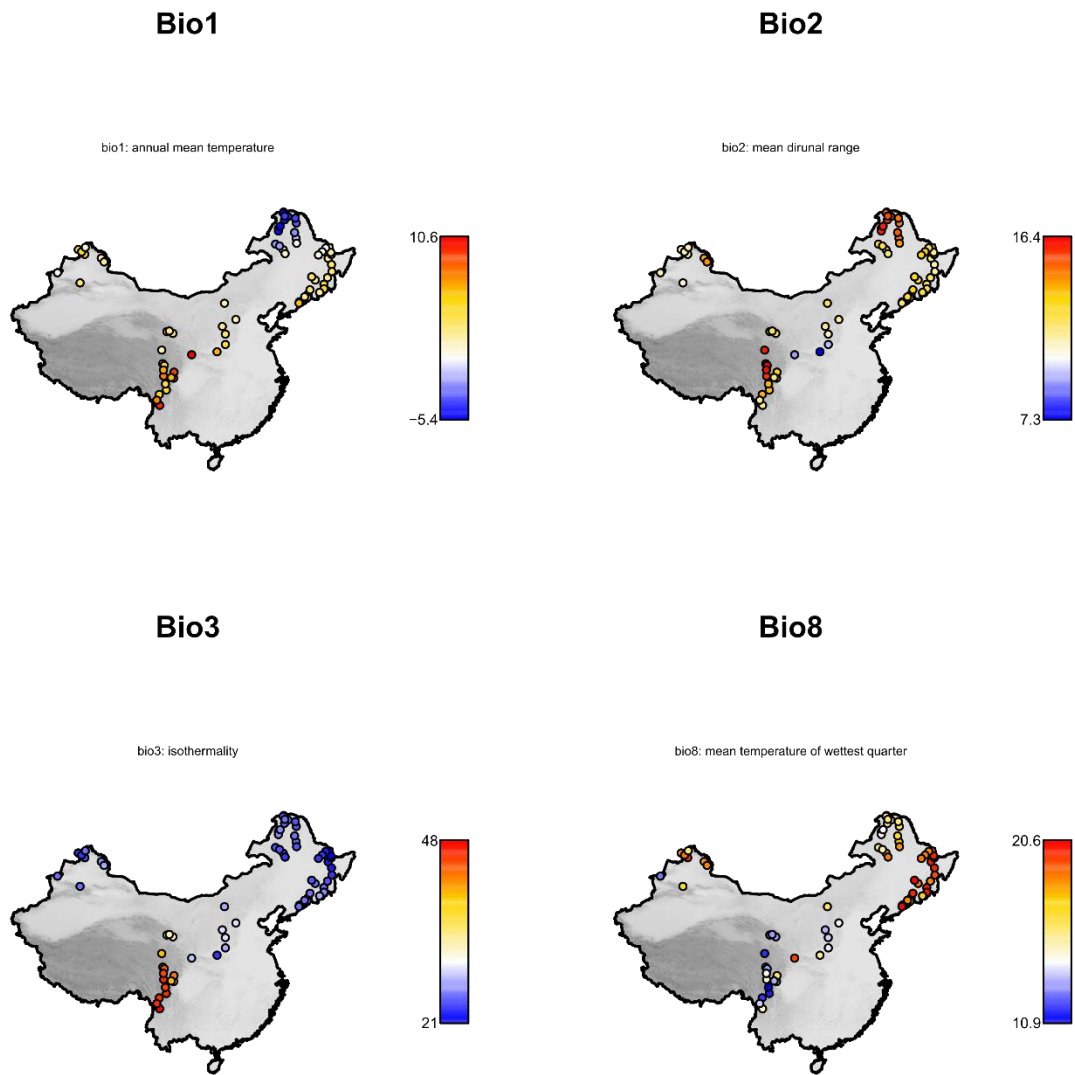 Bio1
Bio2
bio1: annual mean temperature
bio2: mean dirunal range
10.6
−5.4
16.4
7.3
Bio3
Bio8
bio3: isothermality
bio8: mean temperature of wettest quarter
48
21
20.6
10.9